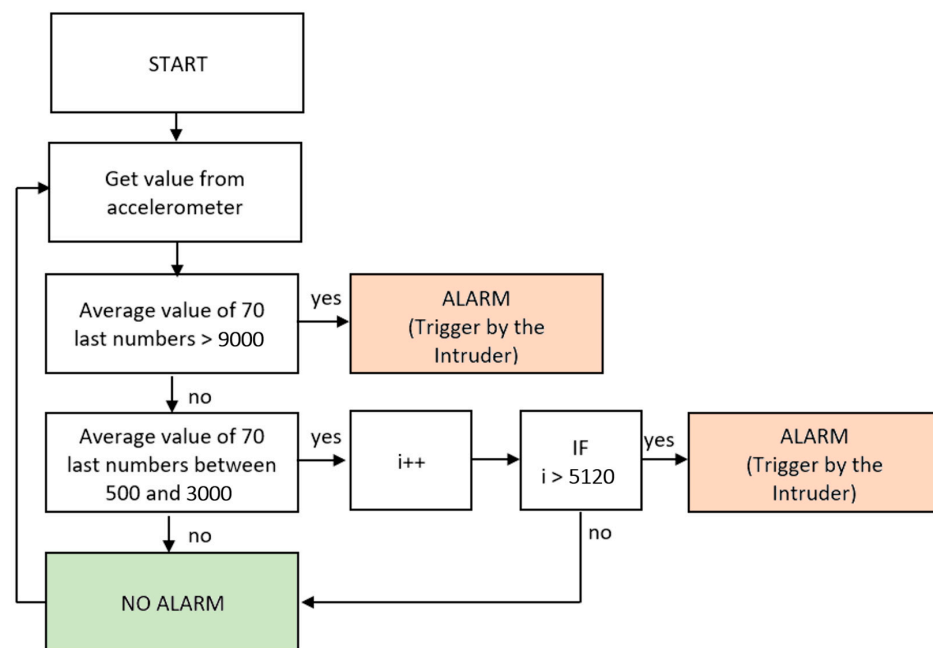 START
Get value from
accelerometer
Average value of 70
last numbers > 9000
yes
ALARM
(Trigger by the
Intruder)
no
Average value of 70
last numbers between
500 and 3000
yes
i++
IF
i > 5120
yes
ALARM
(Trigger by the
Intruder)
no
no
NO ALARM